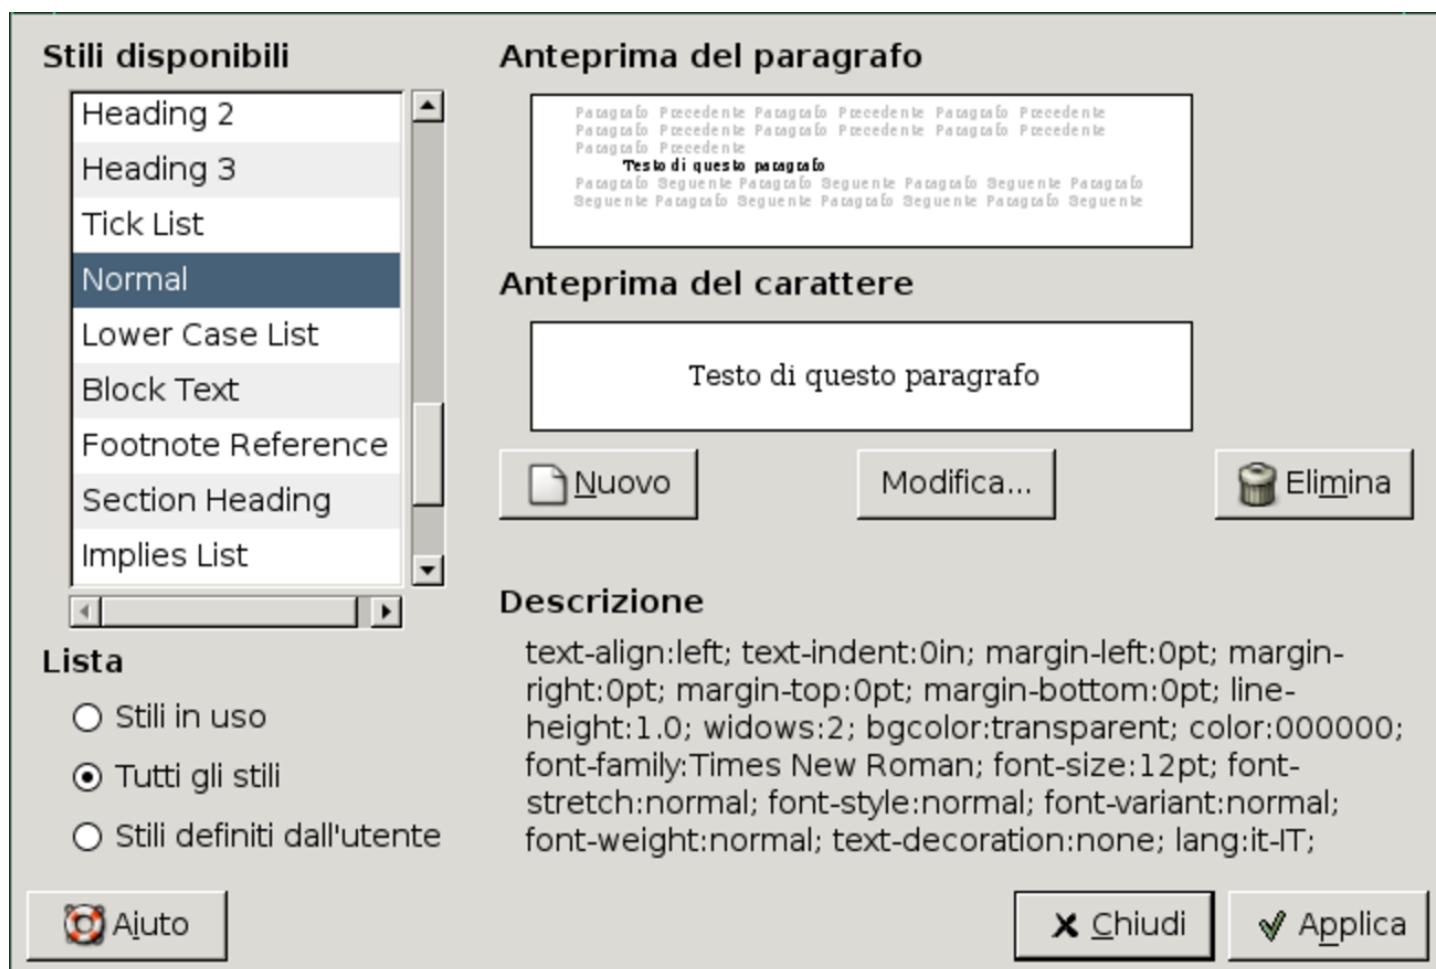 Stili disponibili
Heading 2
Heading 3
Tick List
Normal
Lower Case List
Block Text
Footnote Reference
Section Heading
Implies List
Lista
Stili in uso
Tutti gli stili
Stili definiti dall'utente
Anteprima del paragrafo
Paragrafo Precedente Paragrafo Precedente Paragrafo Precedente
Paragrafo Precedente Paragrafo Precedente Paragrafo Precedente
Paragrafo Precedente
Testo di questo paragrafo
Paragrafo Seguente Paragrafo Seguente Paragrafo Seguente Paragrafo
Seguente Paragrafo Seguente Paragrafo Seguente Paragrafo Seguente
Anteprima del carattere
Testo di questo paragrafo
Nuovo
Modifica...
Elimina
Descrizione
text-align:left; text-indent:0in; margin-left:0pt; margin-
right:0pt; margin-top:0pt; margin-bottom:0pt; line-
height:1.0; widows:2; bgcolor:transparent; color:000000;
font-family:Times New Roman; font-size:12pt; font-
stretch:normal; font-style:normal; font-variant:normal;
font-weight:normal; text-decoration:none; lang:it-IT;
Aiuto
Chiudi
Applica